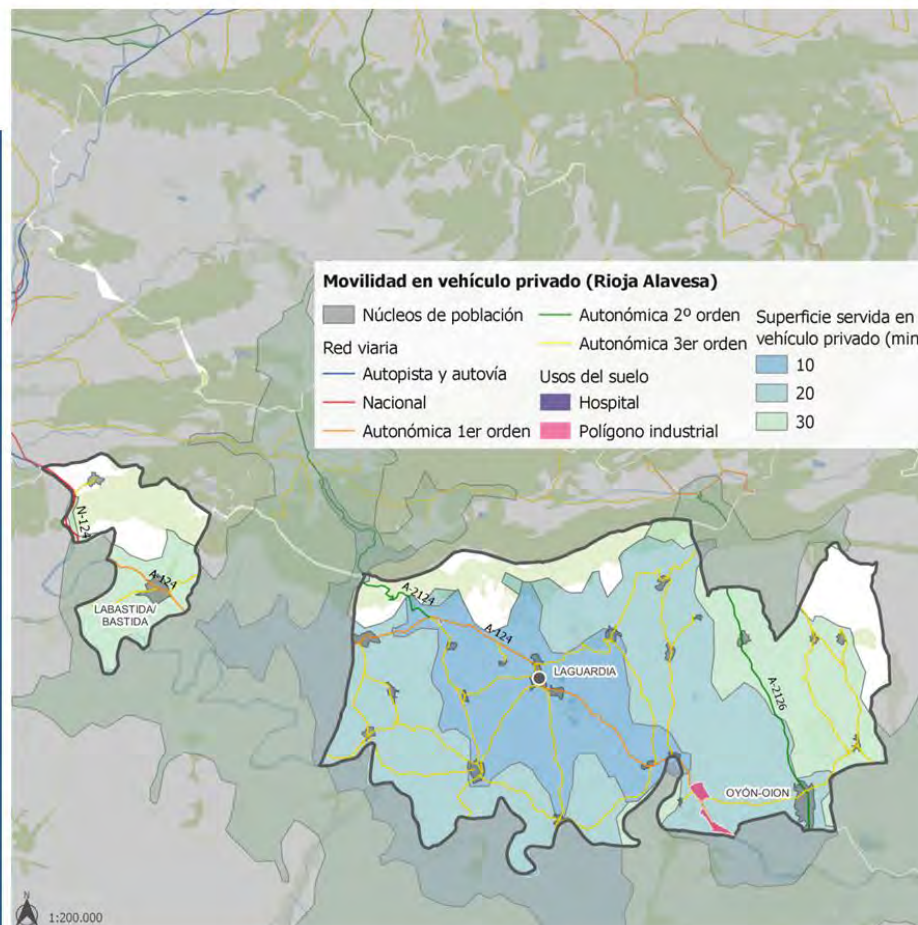 Movilidad en vehículo privado (Rioja Alavesa)
Núcleos de población
Red viaria
Autopista y autovía
Nacional
Autonómica 1er orden
Autonómica 2º orden
Autonómica 3er orden
Usos del suelo
Hospital
Polígono industrial
Superficie servida en
vehículo privado (min
10
20
30
N-124
A-124
LABASTIDA/
BASTIDA
A-2124
A-124
LAGUARDIA
A-2126
OYÓN-OION
N
1:200.000